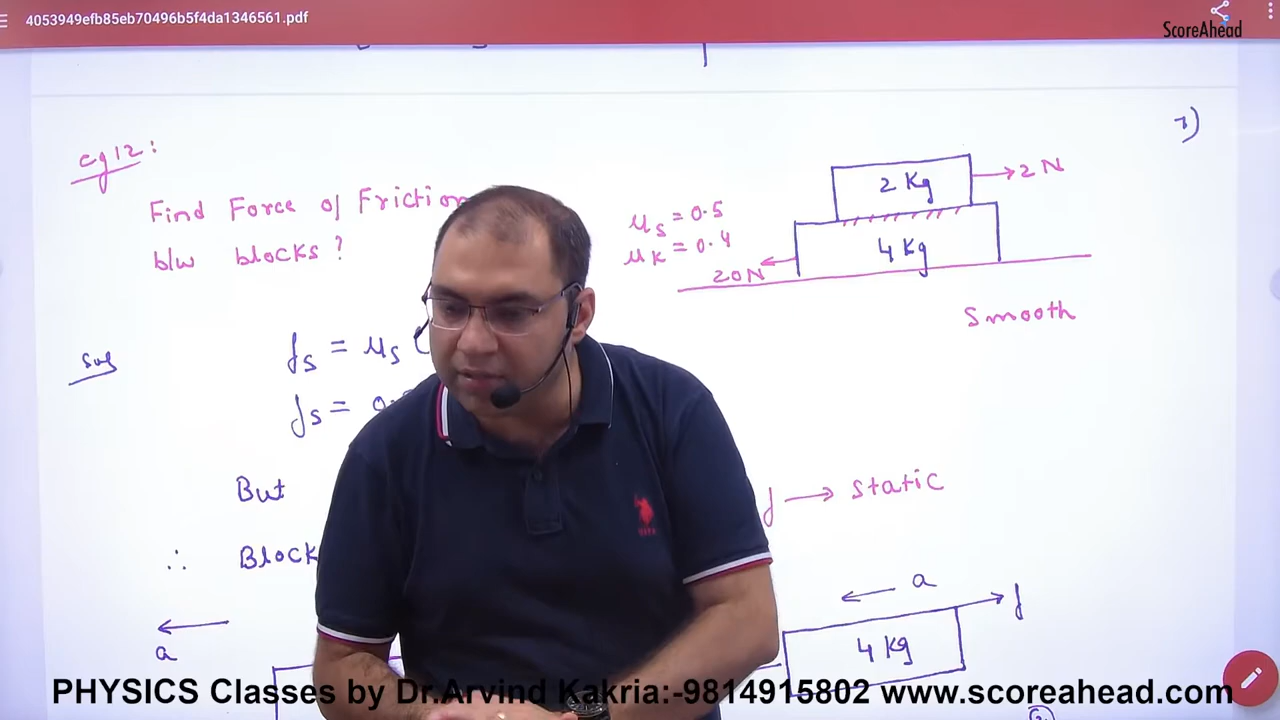 4053949efb85eb70496b5f4da1346561.pdf
ScoreAhead
7)
eg12:
Find Force of Friction
b/w blocks?
μs = 0.5
μK = 0.4
2 Kg
2 N
4 Kg
20N
Smooth
Sol
fs = μs (
fs = 0.
But
f → static
∴ Block
a
a
f
4 kg
PHYSICS Classes by Dr.Arvind Kakria:-9814915802 www.scoreahead.com